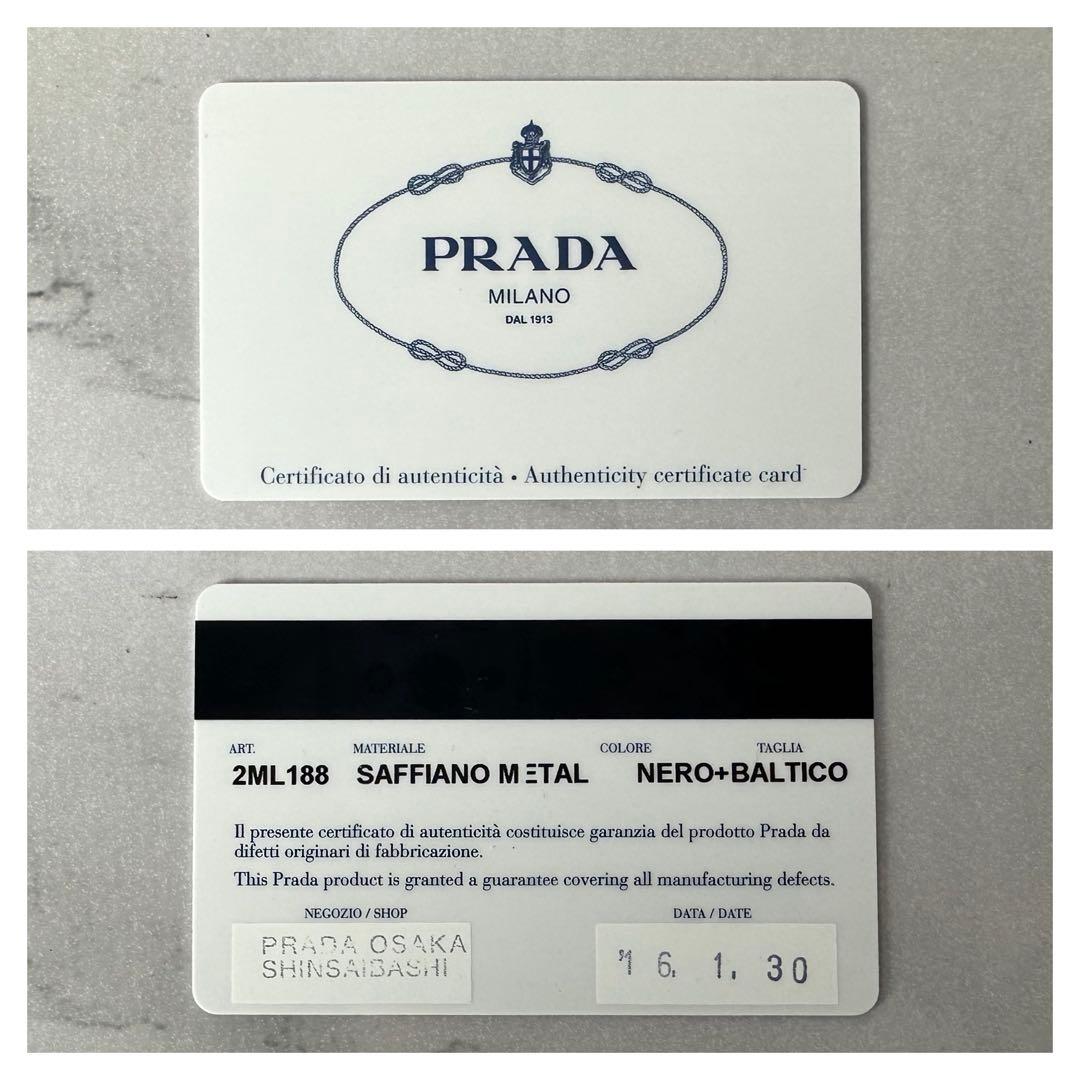 PRADA
MILANO
DAL 1913
Certificato di autenticità • Authenticity certificate card
ART. MATERIALE COLORE TAGLIA
2ML188 SAFFIANO METAL NERO+BALTICO
Il presente certificato di autenticità costituisce garanzia del prodotto Prada da
difetti originari di fabbricazione.
This Prada product is granted a guarantee covering all manufacturing defects.
NEGOZIO / SHOP DATA / DATE
PRADA OSAKA
SHINSAIBASHI
'16. 1. 30